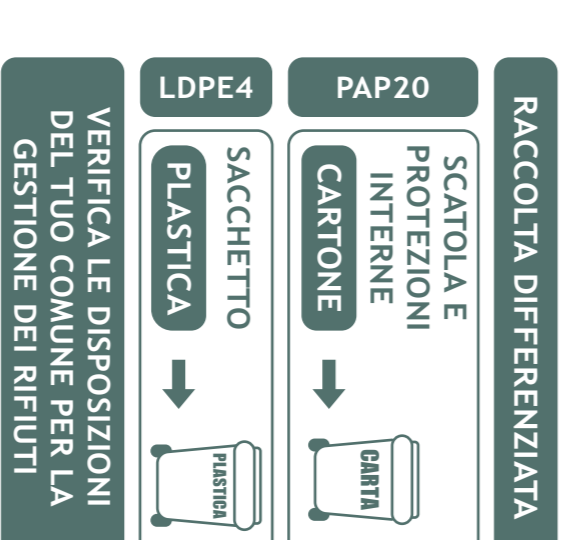 RACCOLTA DIFFERENZIATA
PAP20
SCATOLA E
PROTEZIONI
INTERNE
CARTONE
CARTA
LDPE4
SACCHETTO
PLASTICA
PLASTICA
VERIFICA LE DISPOSIZIONI
DEL TUO COMUNE PER LA
GESTIONE DEI RIFIUTI